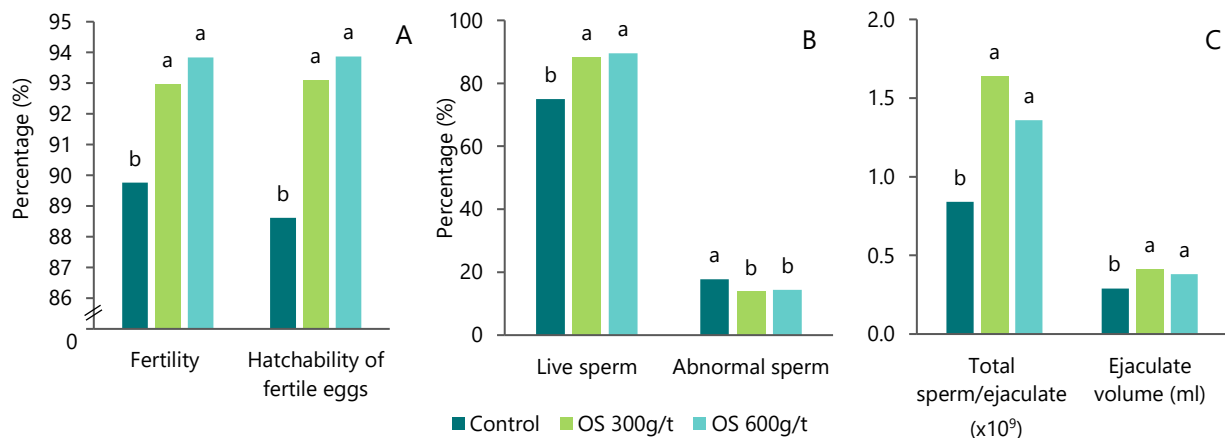 A
Percentage (%)
95
94
93
92
91
90
89
88
87
86
0
b
a
a
b
a
a
Fertility
Hatchability of
fertile eggs
B
Percentage (%)
100
80
60
40
20
0
b
a
a
a
b
b
Live sperm
Abnormal sperm
C
2.0
1.5
1.0
0.5
0.0
b
a
a
b
a
a
Total
sperm/ejaculate
(x10⁹)
Ejaculate
volume (ml)
Control
OS 300g/t
OS 600g/t